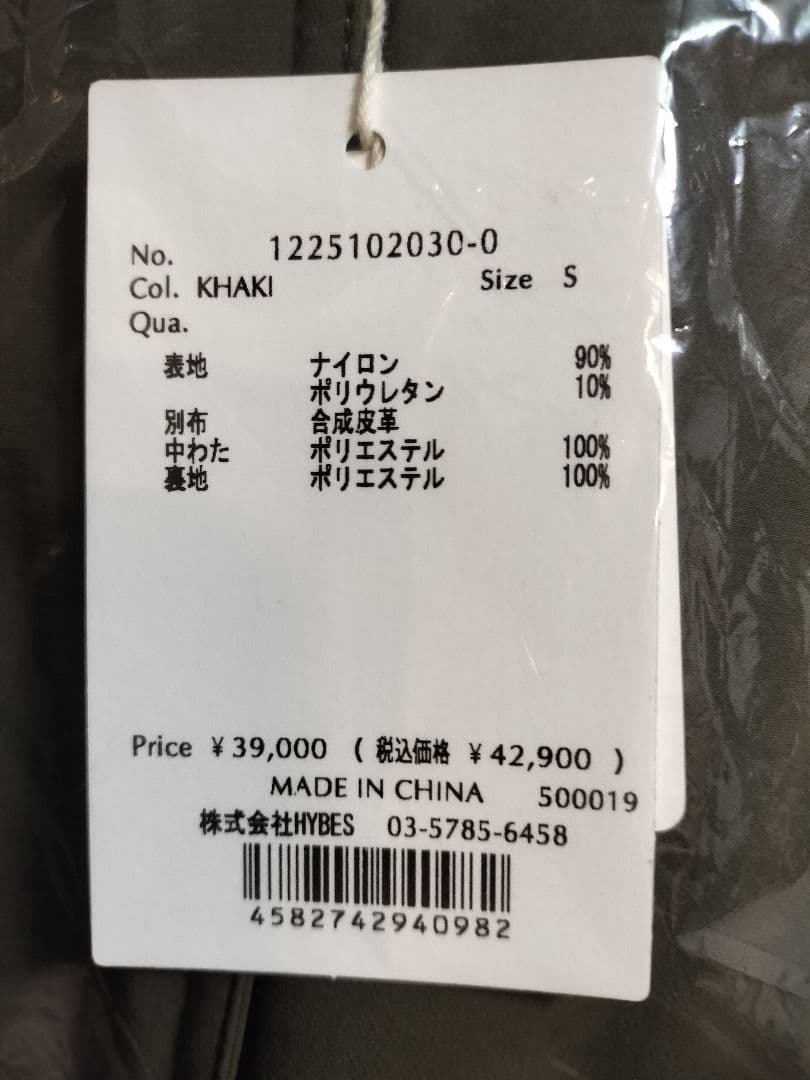 No. 1225102030-0
Col. KHAKI Size S
Qua.
表地 ナイロン 90%
ポリウレタン 10%
別布 合成皮革
中わた ポリエステル 100%
裏地 ポリエステル 100%
Price ¥39,000 ( 税込価格 ¥42,900 )
MADE IN CHINA 500019
株式会社HYBES 03-5785-6458
4582742940982